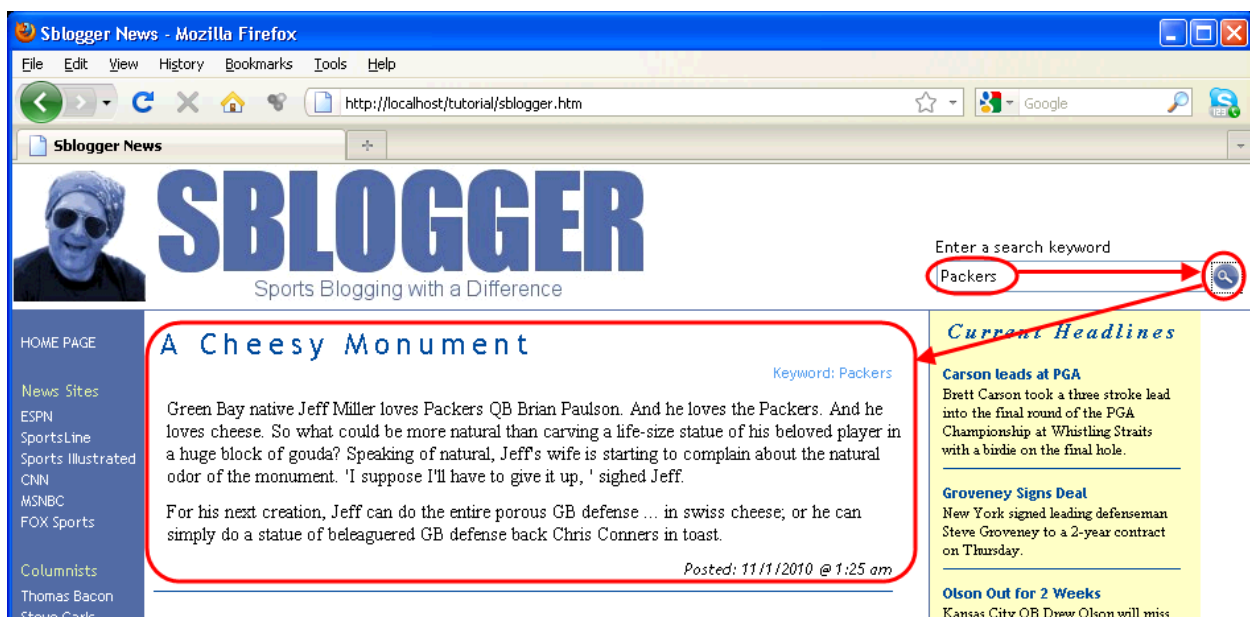 Sblogger News - Mozilla Firefox
File Edit View History Bookmarks Tools Help
http://localhost/tutorial/sblogger.htm
Google
Sblogger News
SBLOGGER
Sports Blogging with a Difference
Enter a search keyword
Packers
HOME PAGE
News Sites
ESPN
SportsLine
Sports Illustrated
CNN
MSNBC
FOX Sports
Columnists
Thomas Bacon
Steve Garls
A Cheesy Monument
Keyword: Packers
Green Bay native Jeff Miller loves Packers QB Brian Paulson. And he loves the Packers. And he
loves cheese. So what could be more natural than carving a life-size statue of his beloved player in
a huge block of gouda? Speaking of natural, Jeff's wife is starting to complain about the natural
odor of the monument. 'I suppose I'll have to give it up, ' sighed Jeff.
For his next creation, Jeff can do the entire porous GB defense ... in swiss cheese; or he can
simply do a statue of beleaguered GB defense back Chris Conners in toast.
Posted: 11/1/2010 @ 1:25 am
Current Headlines
Carson leads at PGA
Brett Carson took a three stroke lead
into the final round of the PGA
Championship at Whistling Straits
with a birdie on the final hole.
Groveney Signs Deal
New York signed leading defenseman
Steve Groveney to a 2-year contract
on Thursday.
Olson Out for 2 Weeks
Kansas City QB Drew Olson will miss